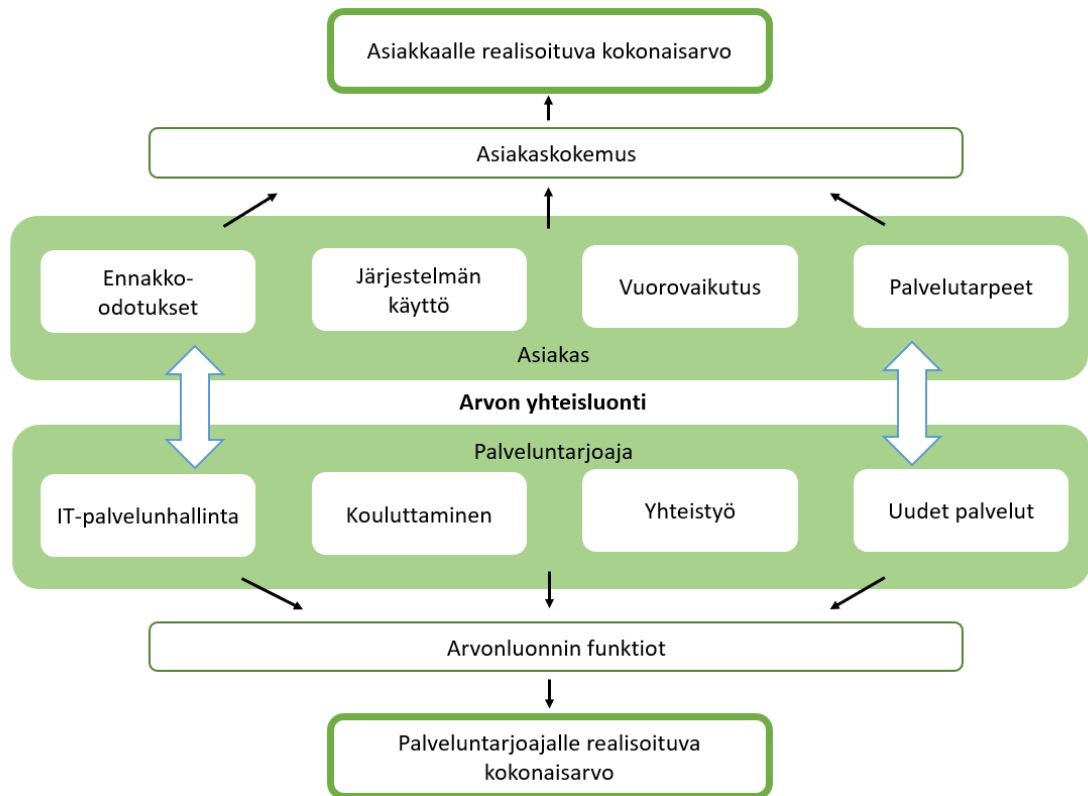 Asiakkaalle realisoituva kokonaisarvo
Asiakaskokemus
Ennakko-
odotukset
Järjestelmän
käyttö
Vuorovaikutus
Palvelutarpeet
Asiakas
Arvon yhteisluonti
Palveluntarjoaja
IT-palvelunhallinta
Kouluttaminen
Yhteistyö
Uudet palvelut
Arvonluonnin funktiot
Palveluntarjoajalle realisoituva
kokonaisarvo